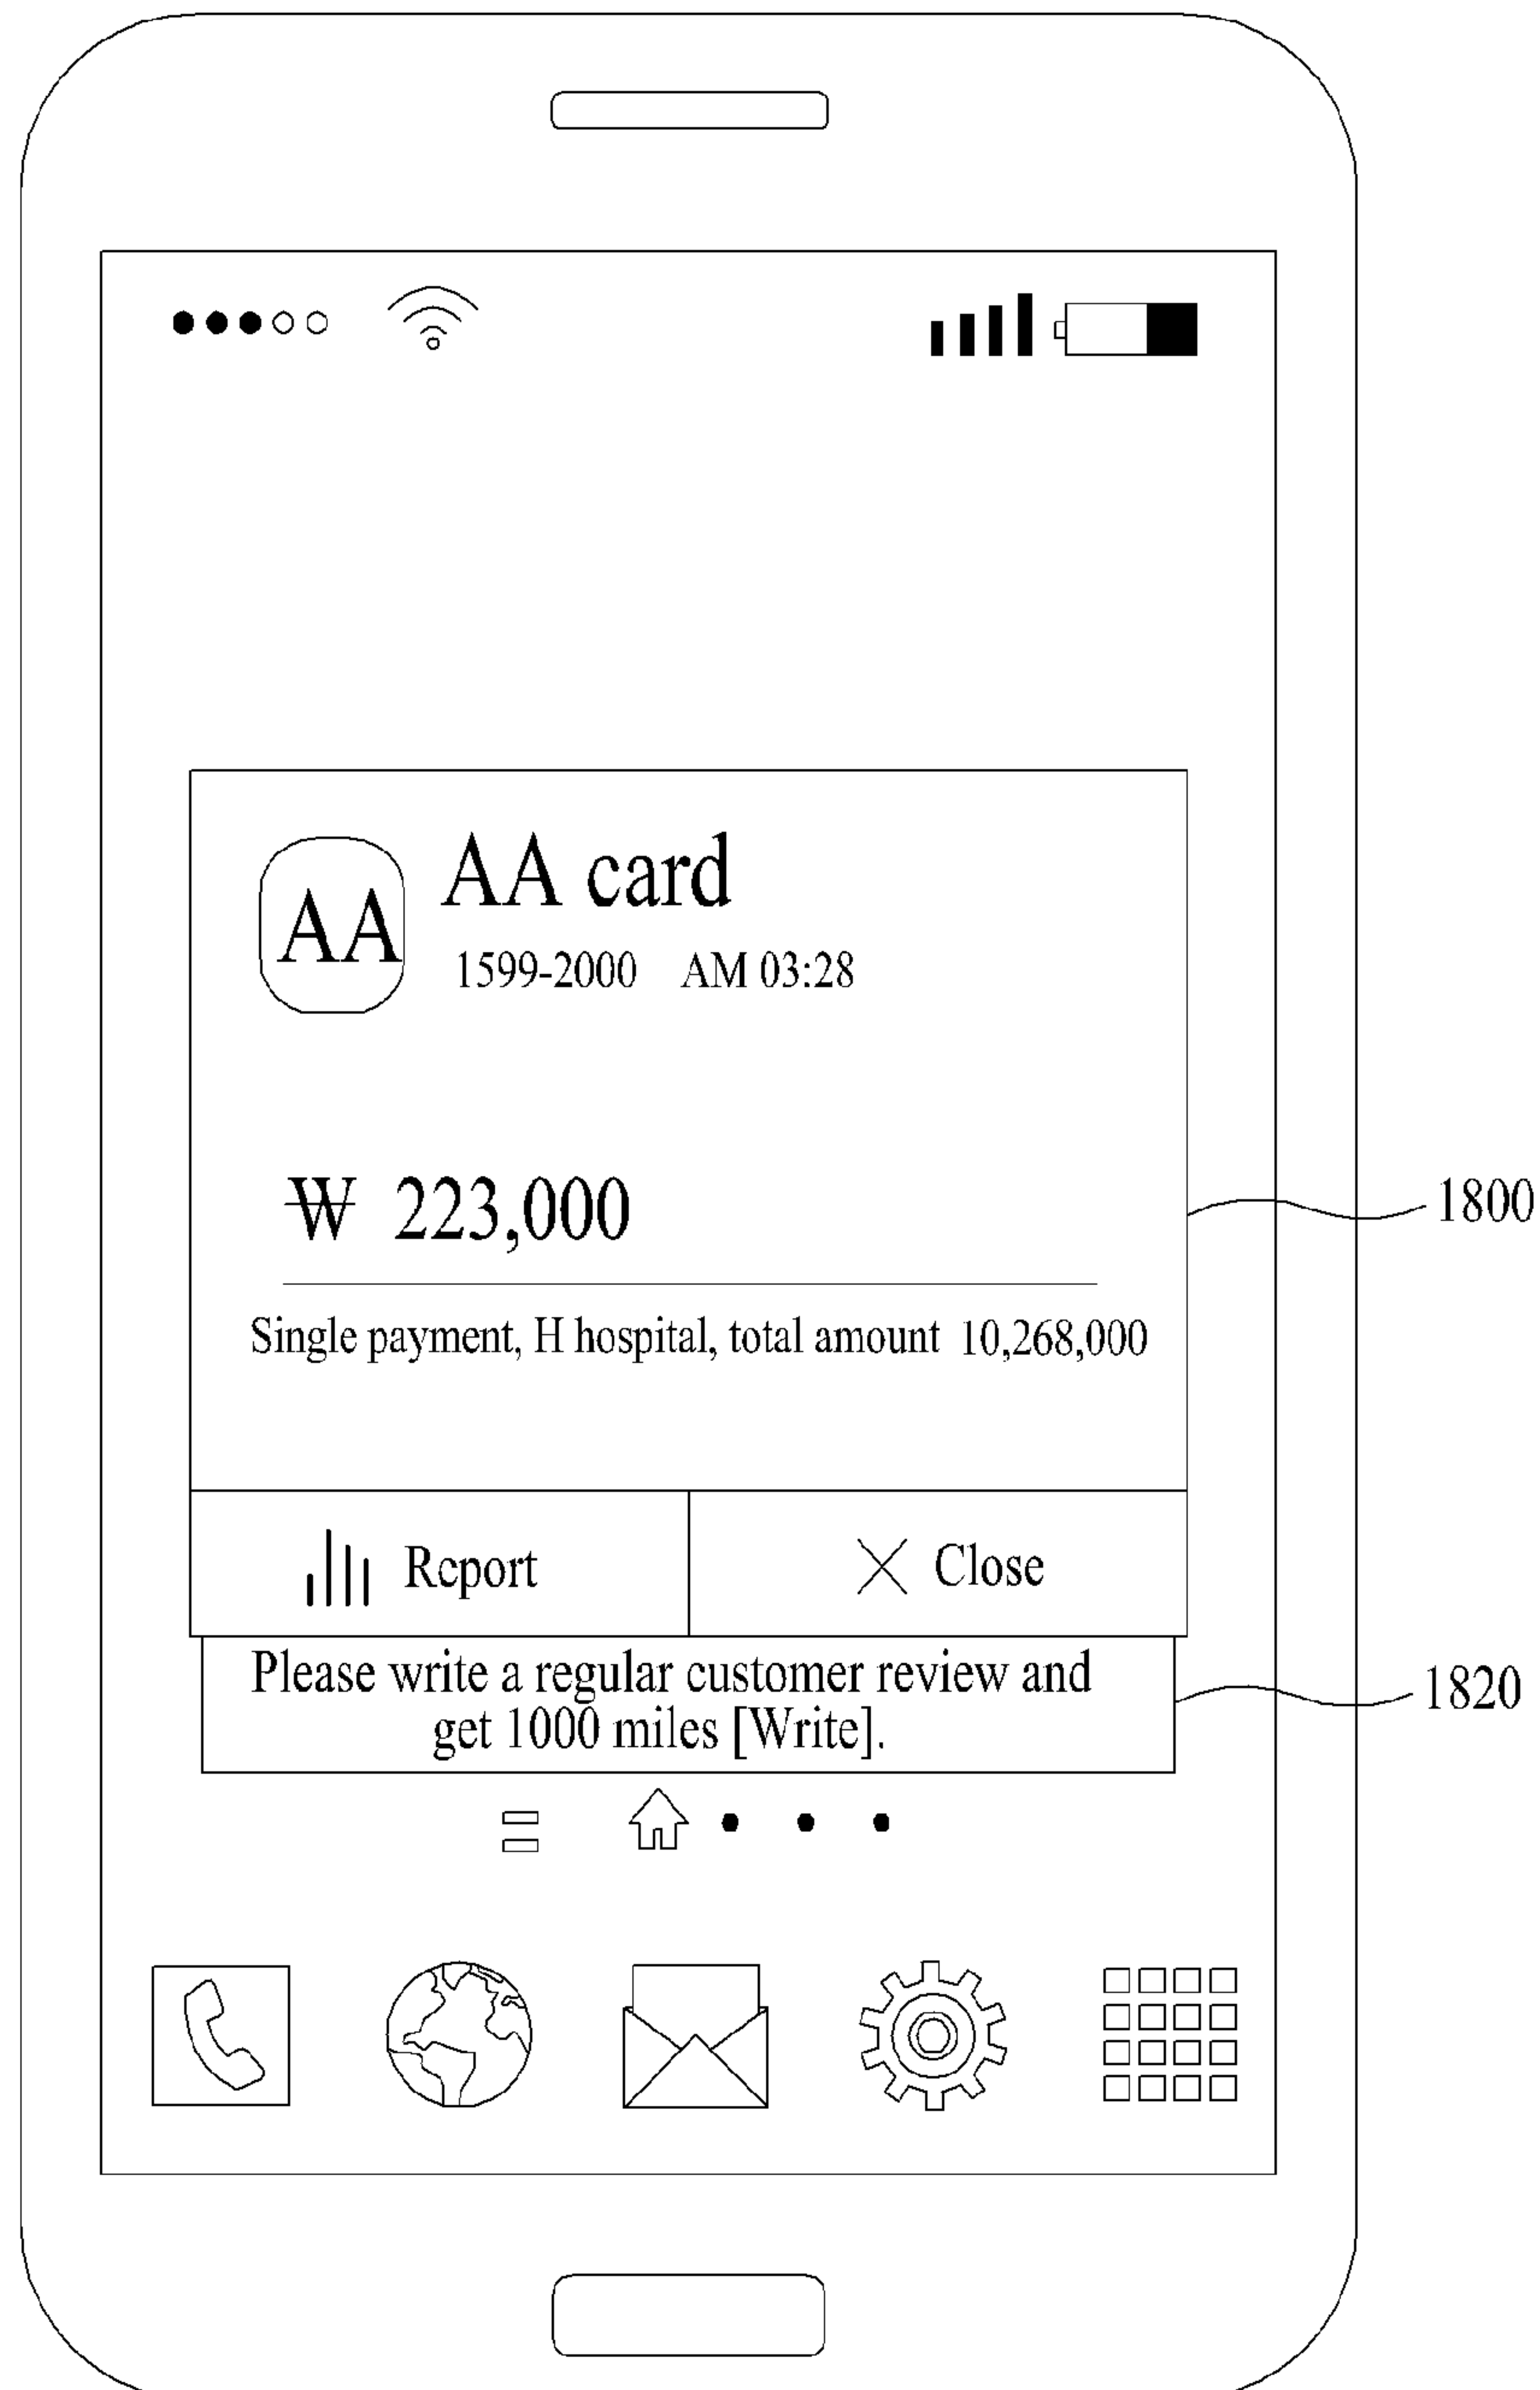 AA card
AA
1599-2000 AM 03:28
₩ 223,000
1800
Single payment, H hospital, total amount 10,268,000
Report
Close
Please write a regular customer review and
get 1000 miles [Write].
1820